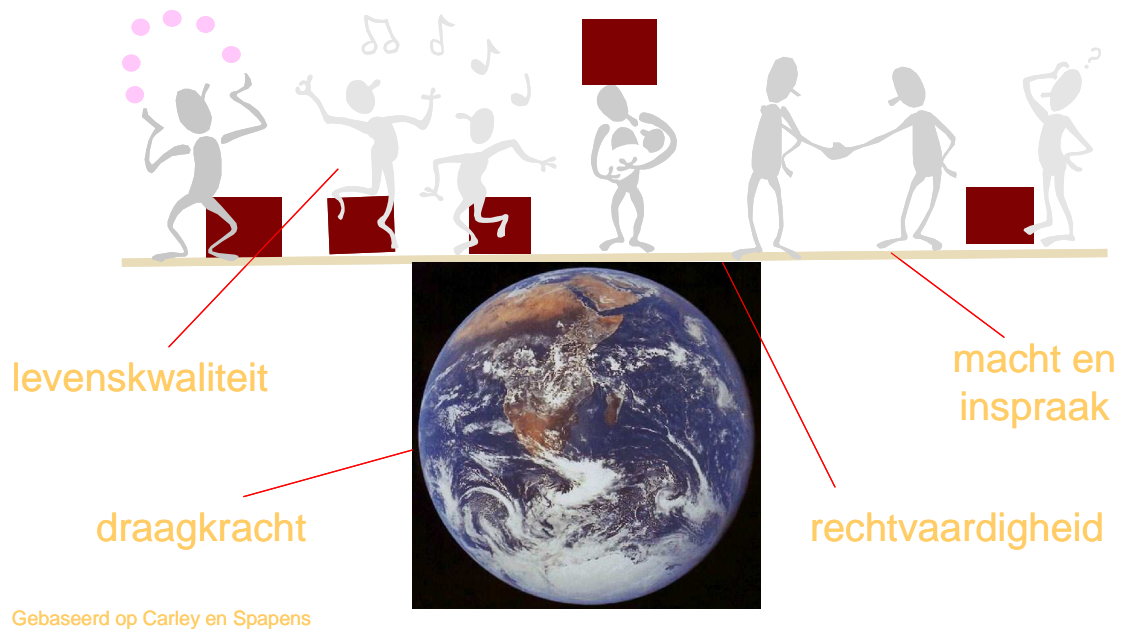 ?
levenskwaliteit
macht en
inspraak
draagkracht
rechtvaardigheid
Gebaseerd op Carley en Spapens